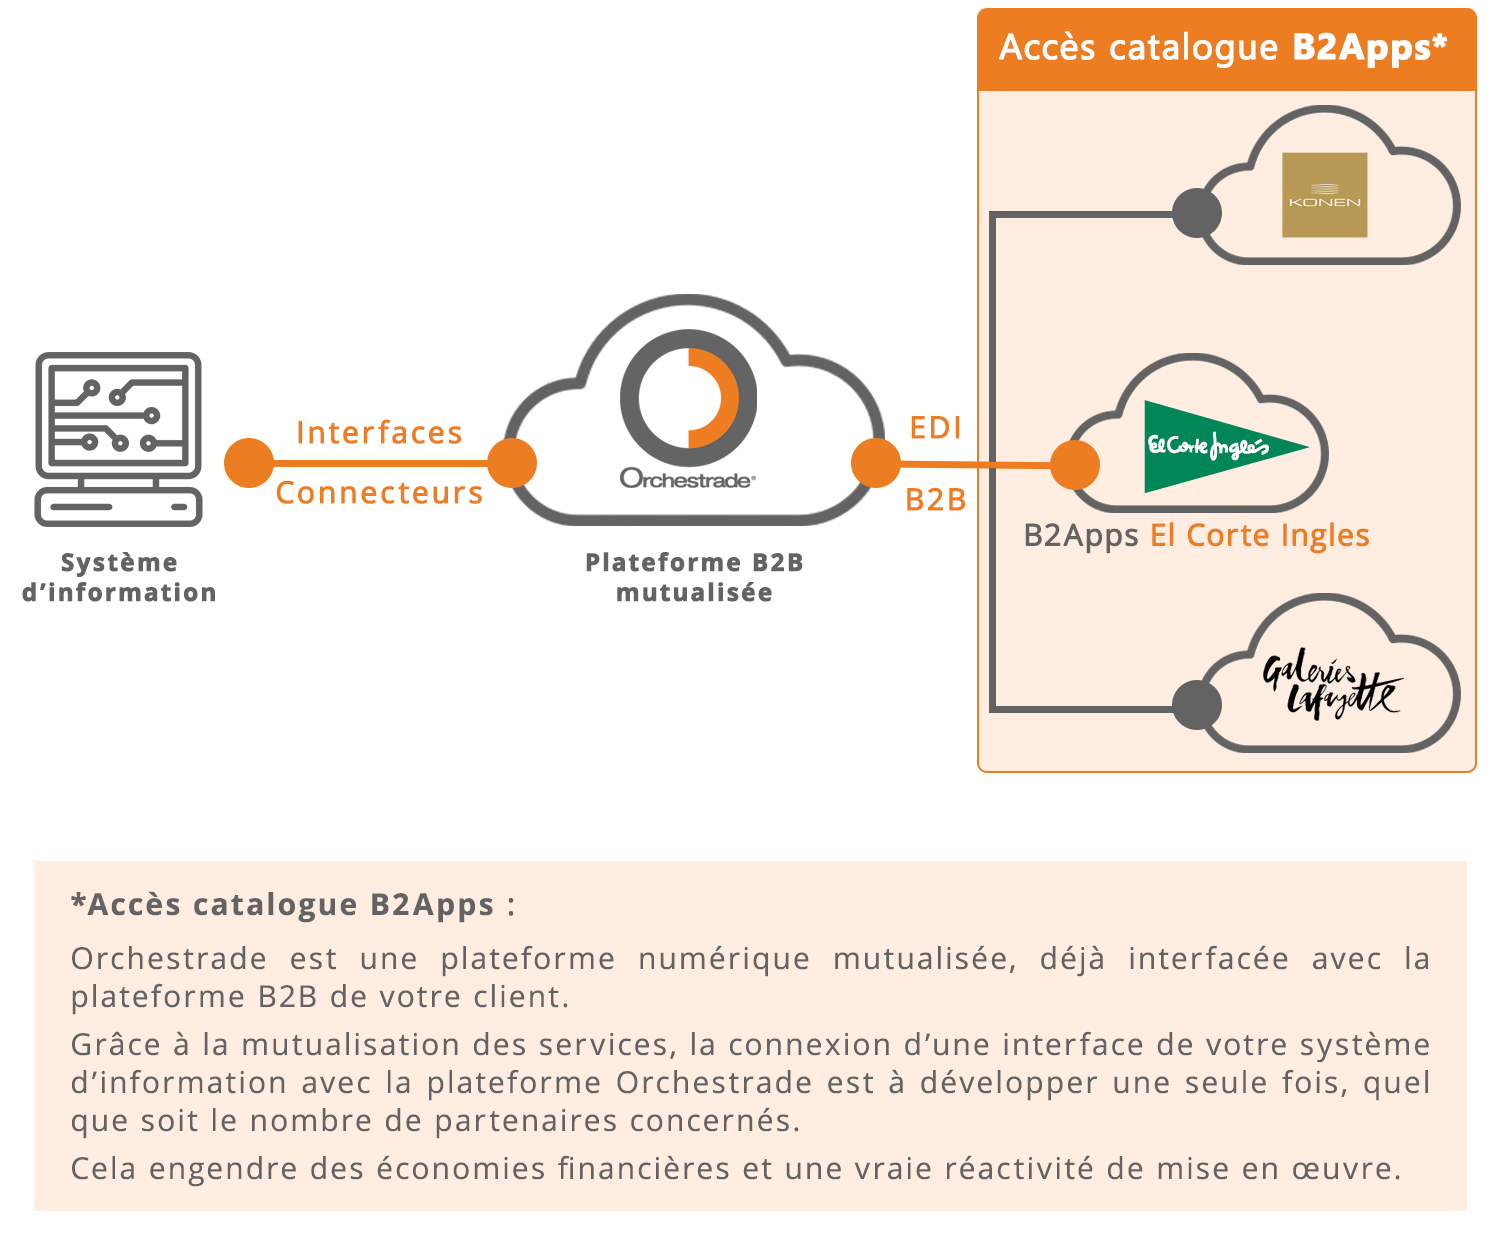 Accès catalogue B2Apps*
KONEN
Interfaces
Connecteurs
Orchestrade®
EDI
B2B
El Corte Inglés
B2Apps El Corte Ingles
Système
d’information
Plateforme B2B
mutualisée
Galeries
Lafayette
*Accès catalogue B2Apps :
Orchestrade est une plateforme numérique mutualisée, déjà interfacée avec la
plateforme B2B de votre client.
Grâce à la mutualisation des services, la connexion d’une interface de votre système
d’information avec la plateforme Orchestrade est à développer une seule fois, quel
que soit le nombre de partenaires concernés.
Cela engendre des économies financières et une vraie réactivité de mise en œuvre.